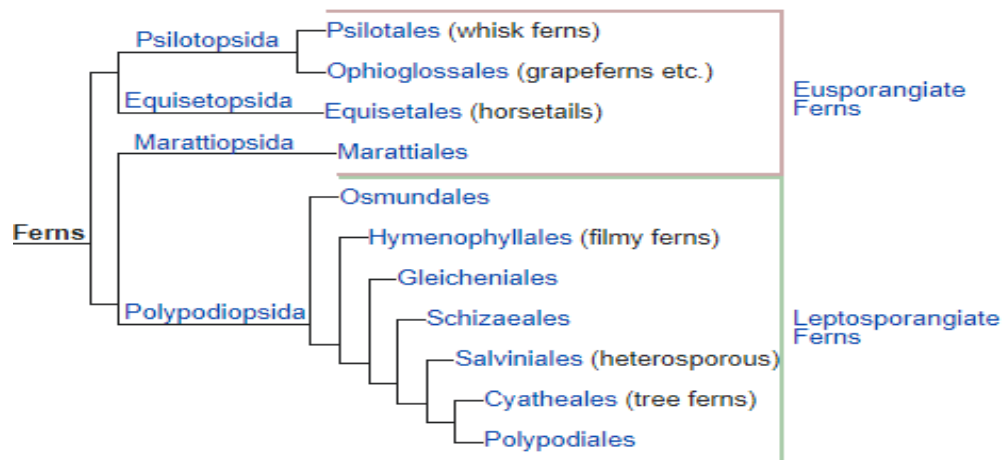 Psilotopsida
Psilotales (whisk ferns)
Ophioglossales (grapeferns etc.)
Equisetopsida
Equisetales (horsetails)
Marattiopsida
Marattiales
Eusporangiate
Ferns
Ferns
Polypodiopsida
Osmundales
Hymenophyllales (filmy ferns)
Gleicheniales
Schizaeales
Salviniales (heterosporous)
Cyatheales (tree ferns)
Polypodiales
Leptosporangiate
Ferns